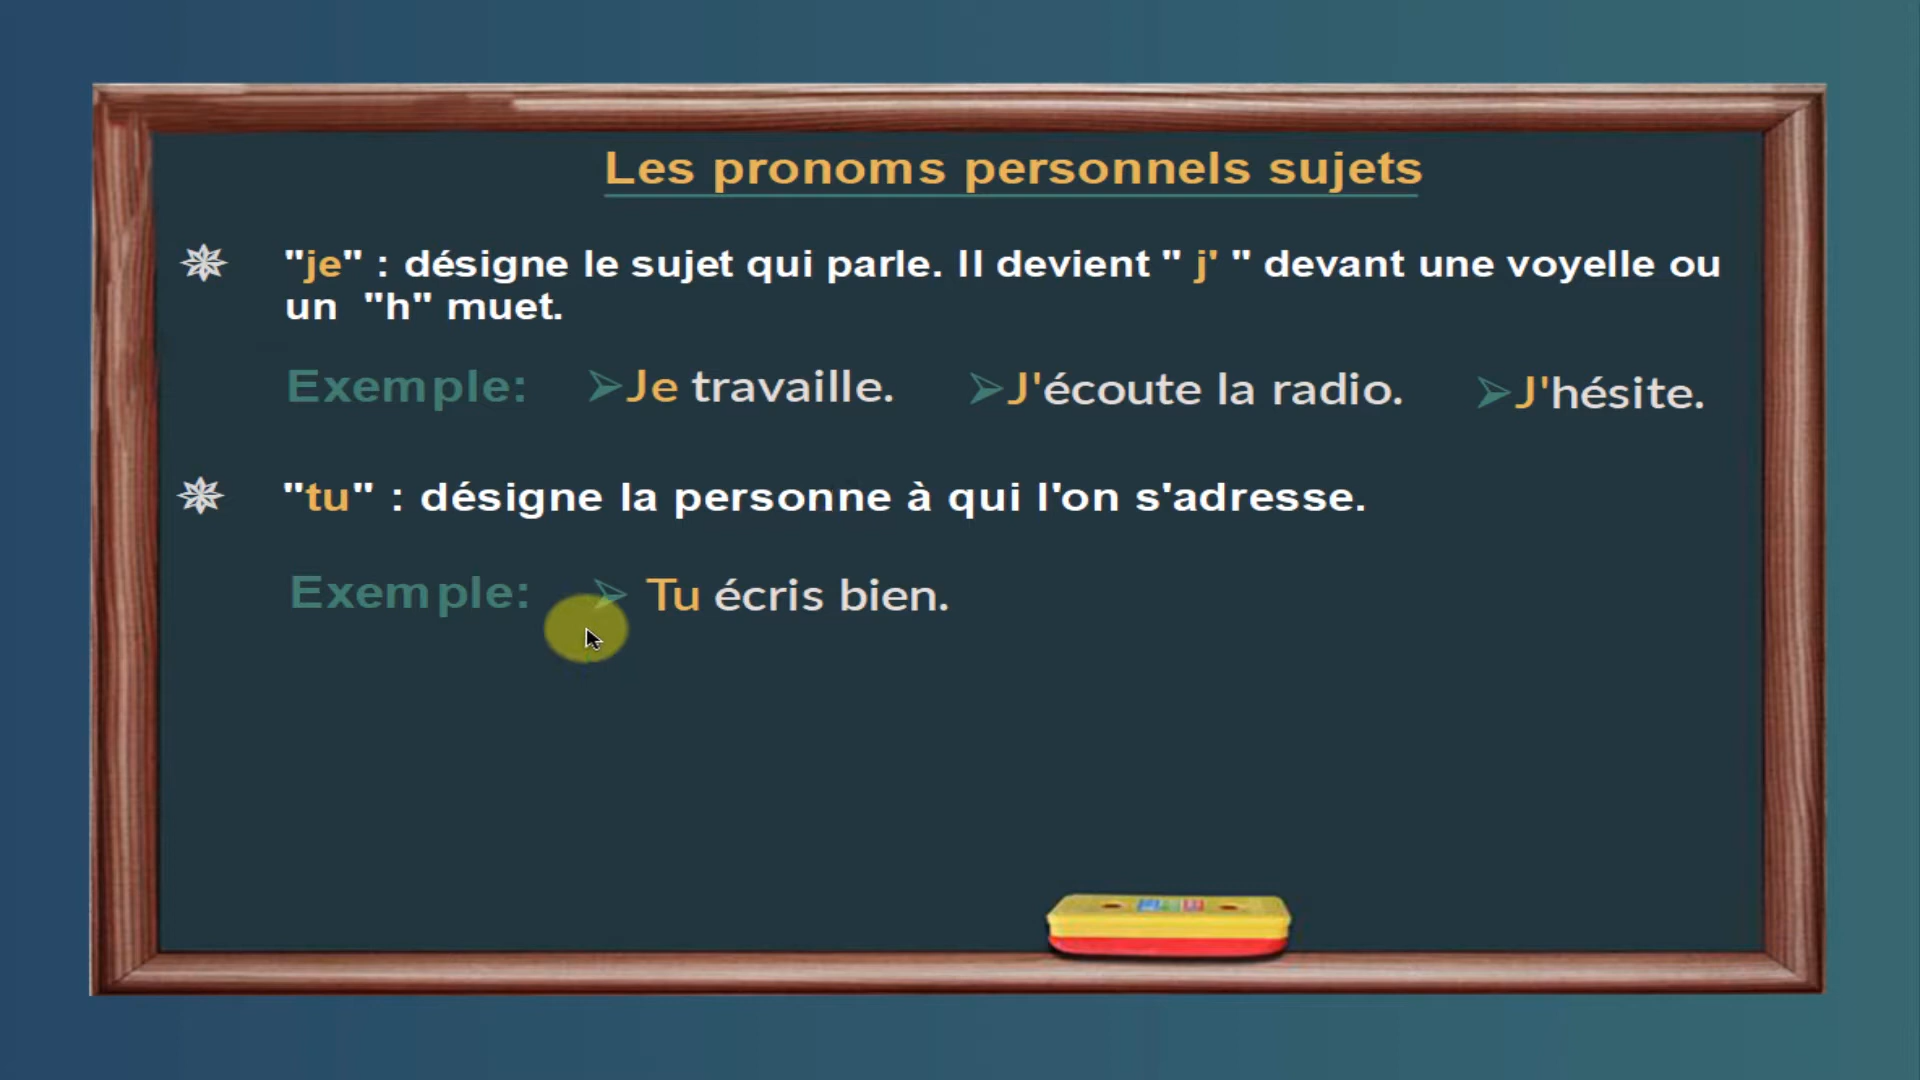 Les pronoms personnels sujets
"je" : désigne le sujet qui parle. Il devient " j' " devant une voyelle ou
un "h" muet.
Exemple: ➢Je travaille. ➢J'écoute la radio. ➢J'hésite.
"tu" : désigne la personne à qui l'on s'adresse.
Exemple: ➢ Tu écris bien.